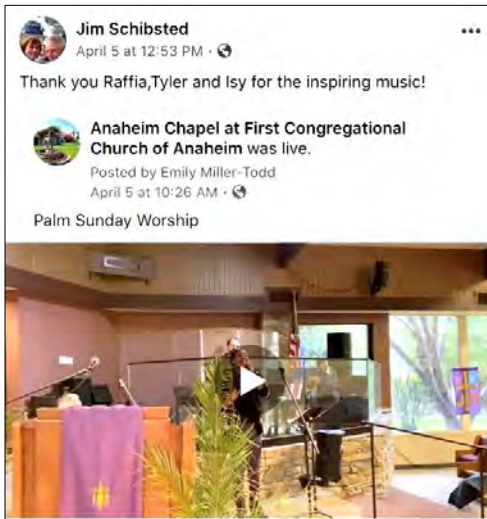 Jim Schibsted
April 5 at 12:53 PM ·
Thank you Raffia,Tyler and Isy for the inspiring music!
Anaheim Chapel at First Congregational
Church of Anaheim was live.
Posted by Emily Miller-Todd
April 5 at 10:26 AM ·
Palm Sunday Worship